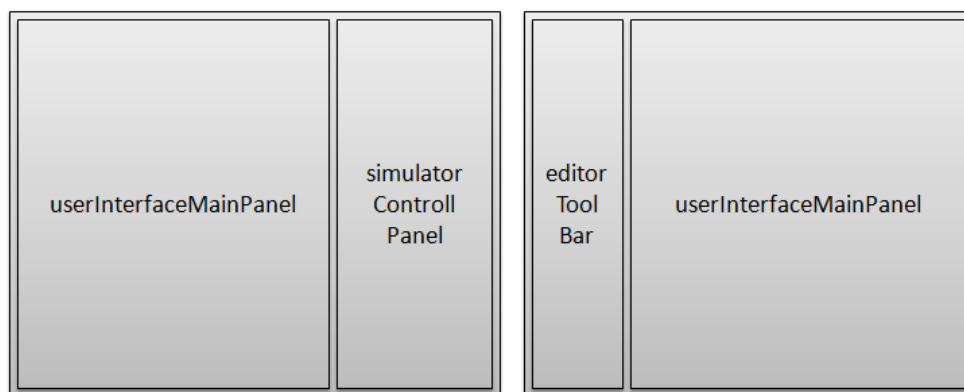 userInterfaceMainPanel
simulator
Controll
Panel
editor
Tool
Bar
userInterfaceMainPanel